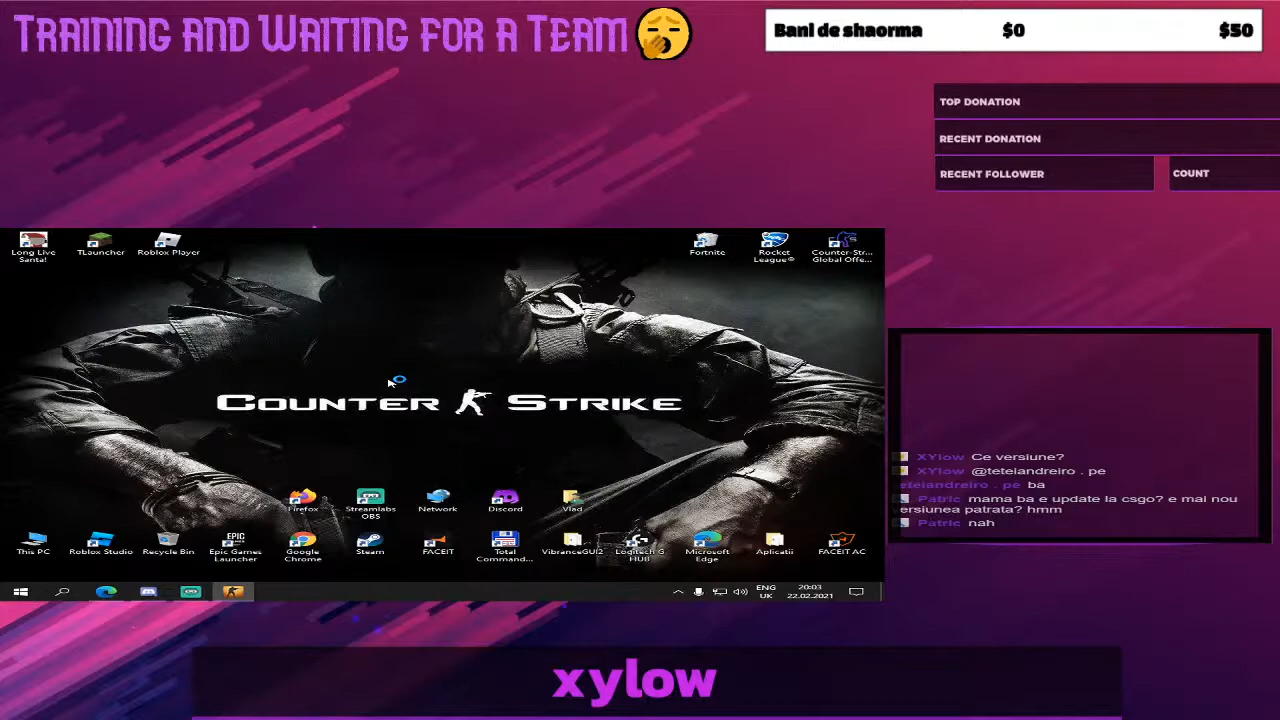 TRAINING AND WAITING FOR A TEAM
Bani de shaorma $0 $50
TOP DONATION
RECENT DONATION
RECENT FOLLOWER
COUNT
Long Live
Santa!
TLauncher
Roblox Player
Fortnite
Rocket
League®
Counter-Str...
Global Offe...
COUNTER STRIKE
Firefox
Streamlabs
OBS
Network
Discord
Vlad
This PC
Roblox Studio
Recycle Bin
EPIC
GAMES
Epic Games
Launcher
Google
Chrome
Steam
FACEIT
Total
Command...
VibranceGUI2
Logitech G
HUB
Microsoft
Edge
Aplicatii
FACEIT AC
ENG
UK
20:03
22.02.2021
XYlow Ce versiune?
XYlow @teteiandreiro . pe
teteiandreiro . pe ba
Patric mama ba e update la csgo? e mai nou
ersiunea patrata? hmm
Patric nah
xylow